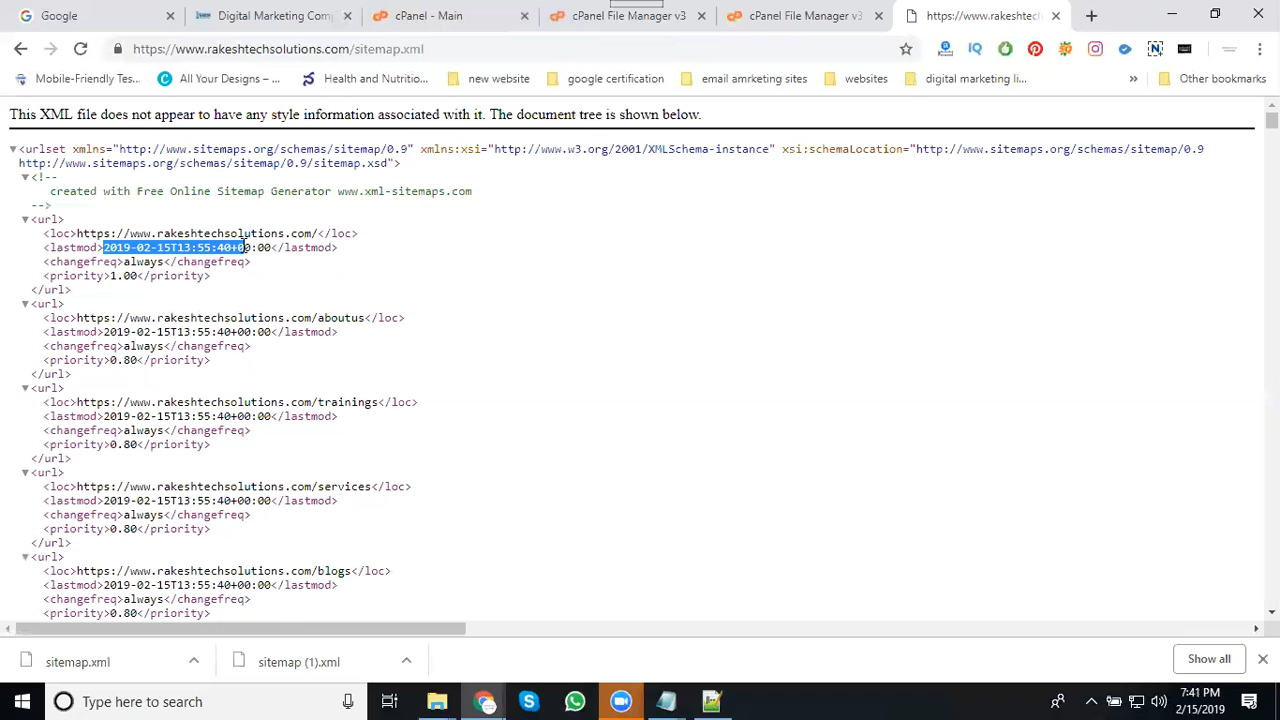 Google
Digital Marketing Com
cPanel - Main
cPanel File Manager v3
cPanel File Manager v3
https://www.rakeshtech
https://www.rakeshtechsolutions.com/sitemap.xml
Mobile-Friendly Tes...
All Your Designs – ...
Health and Nutritio...
new website
google certification
email amrketing sites
websites
digital marketing li...
Other bookmarks
This XML file does not appear to have any style information associated with it. The document tree is shown below.
<urlset xmlns="http://www.sitemaps.org/schemas/sitemap/0.9" xmlns:xsi="http://www.w3.org/2001/XMLSchema-instance" xsi:schemaLocation="http://www.sitemaps.org/schemas/sitemap/0.9
http://www.sitemaps.org/schemas/sitemap/0.9/sitemap.xsd">
<!--
created with Free Online Sitemap Generator www.xml-sitemaps.com
-->
<url>
<loc>https://www.rakeshtechsolutions.com/</loc>
<lastmod>2019-02-15T13:55:40+00:00</lastmod>
<changefreq>always</changefreq>
<priority>1.00</priority>
</url>
<url>
<loc>https://www.rakeshtechsolutions.com/aboutus</loc>
<lastmod>2019-02-15T13:55:40+00:00</lastmod>
<changefreq>always</changefreq>
<priority>0.80</priority>
</url>
<url>
<loc>https://www.rakeshtechsolutions.com/trainings</loc>
<lastmod>2019-02-15T13:55:40+00:00</lastmod>
<changefreq>always</changefreq>
<priority>0.80</priority>
</url>
<url>
<loc>https://www.rakeshtechsolutions.com/services</loc>
<lastmod>2019-02-15T13:55:40+00:00</lastmod>
<changefreq>always</changefreq>
<priority>0.80</priority>
</url>
<url>
<loc>https://www.rakeshtechsolutions.com/blogs</loc>
<lastmod>2019-02-15T13:55:40+00:00</lastmod>
<changefreq>always</changefreq>
<priority>0.80</priority>
sitemap.xml
sitemap (1).xml
Show all
Type here to search
7:41 PM
2/15/2019